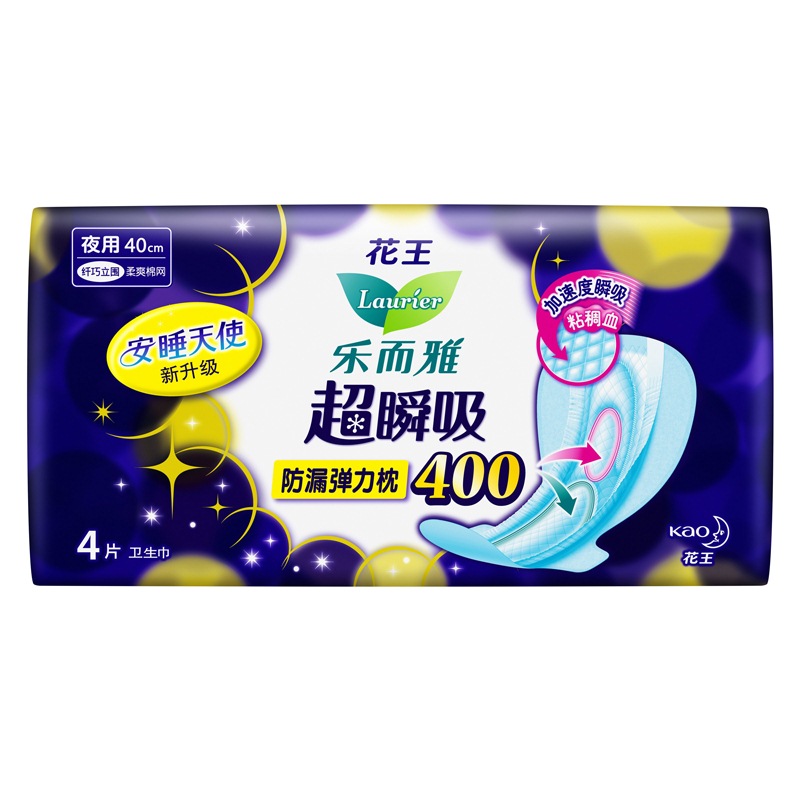 夜用 40cm
纤巧立围 柔爽棉网
安睡天使
新升级
花王
Laurier
乐而雅
超瞬吸
防漏弹力枕 400
加速度瞬吸
粘稠血
4片 卫生巾
Kao
花王